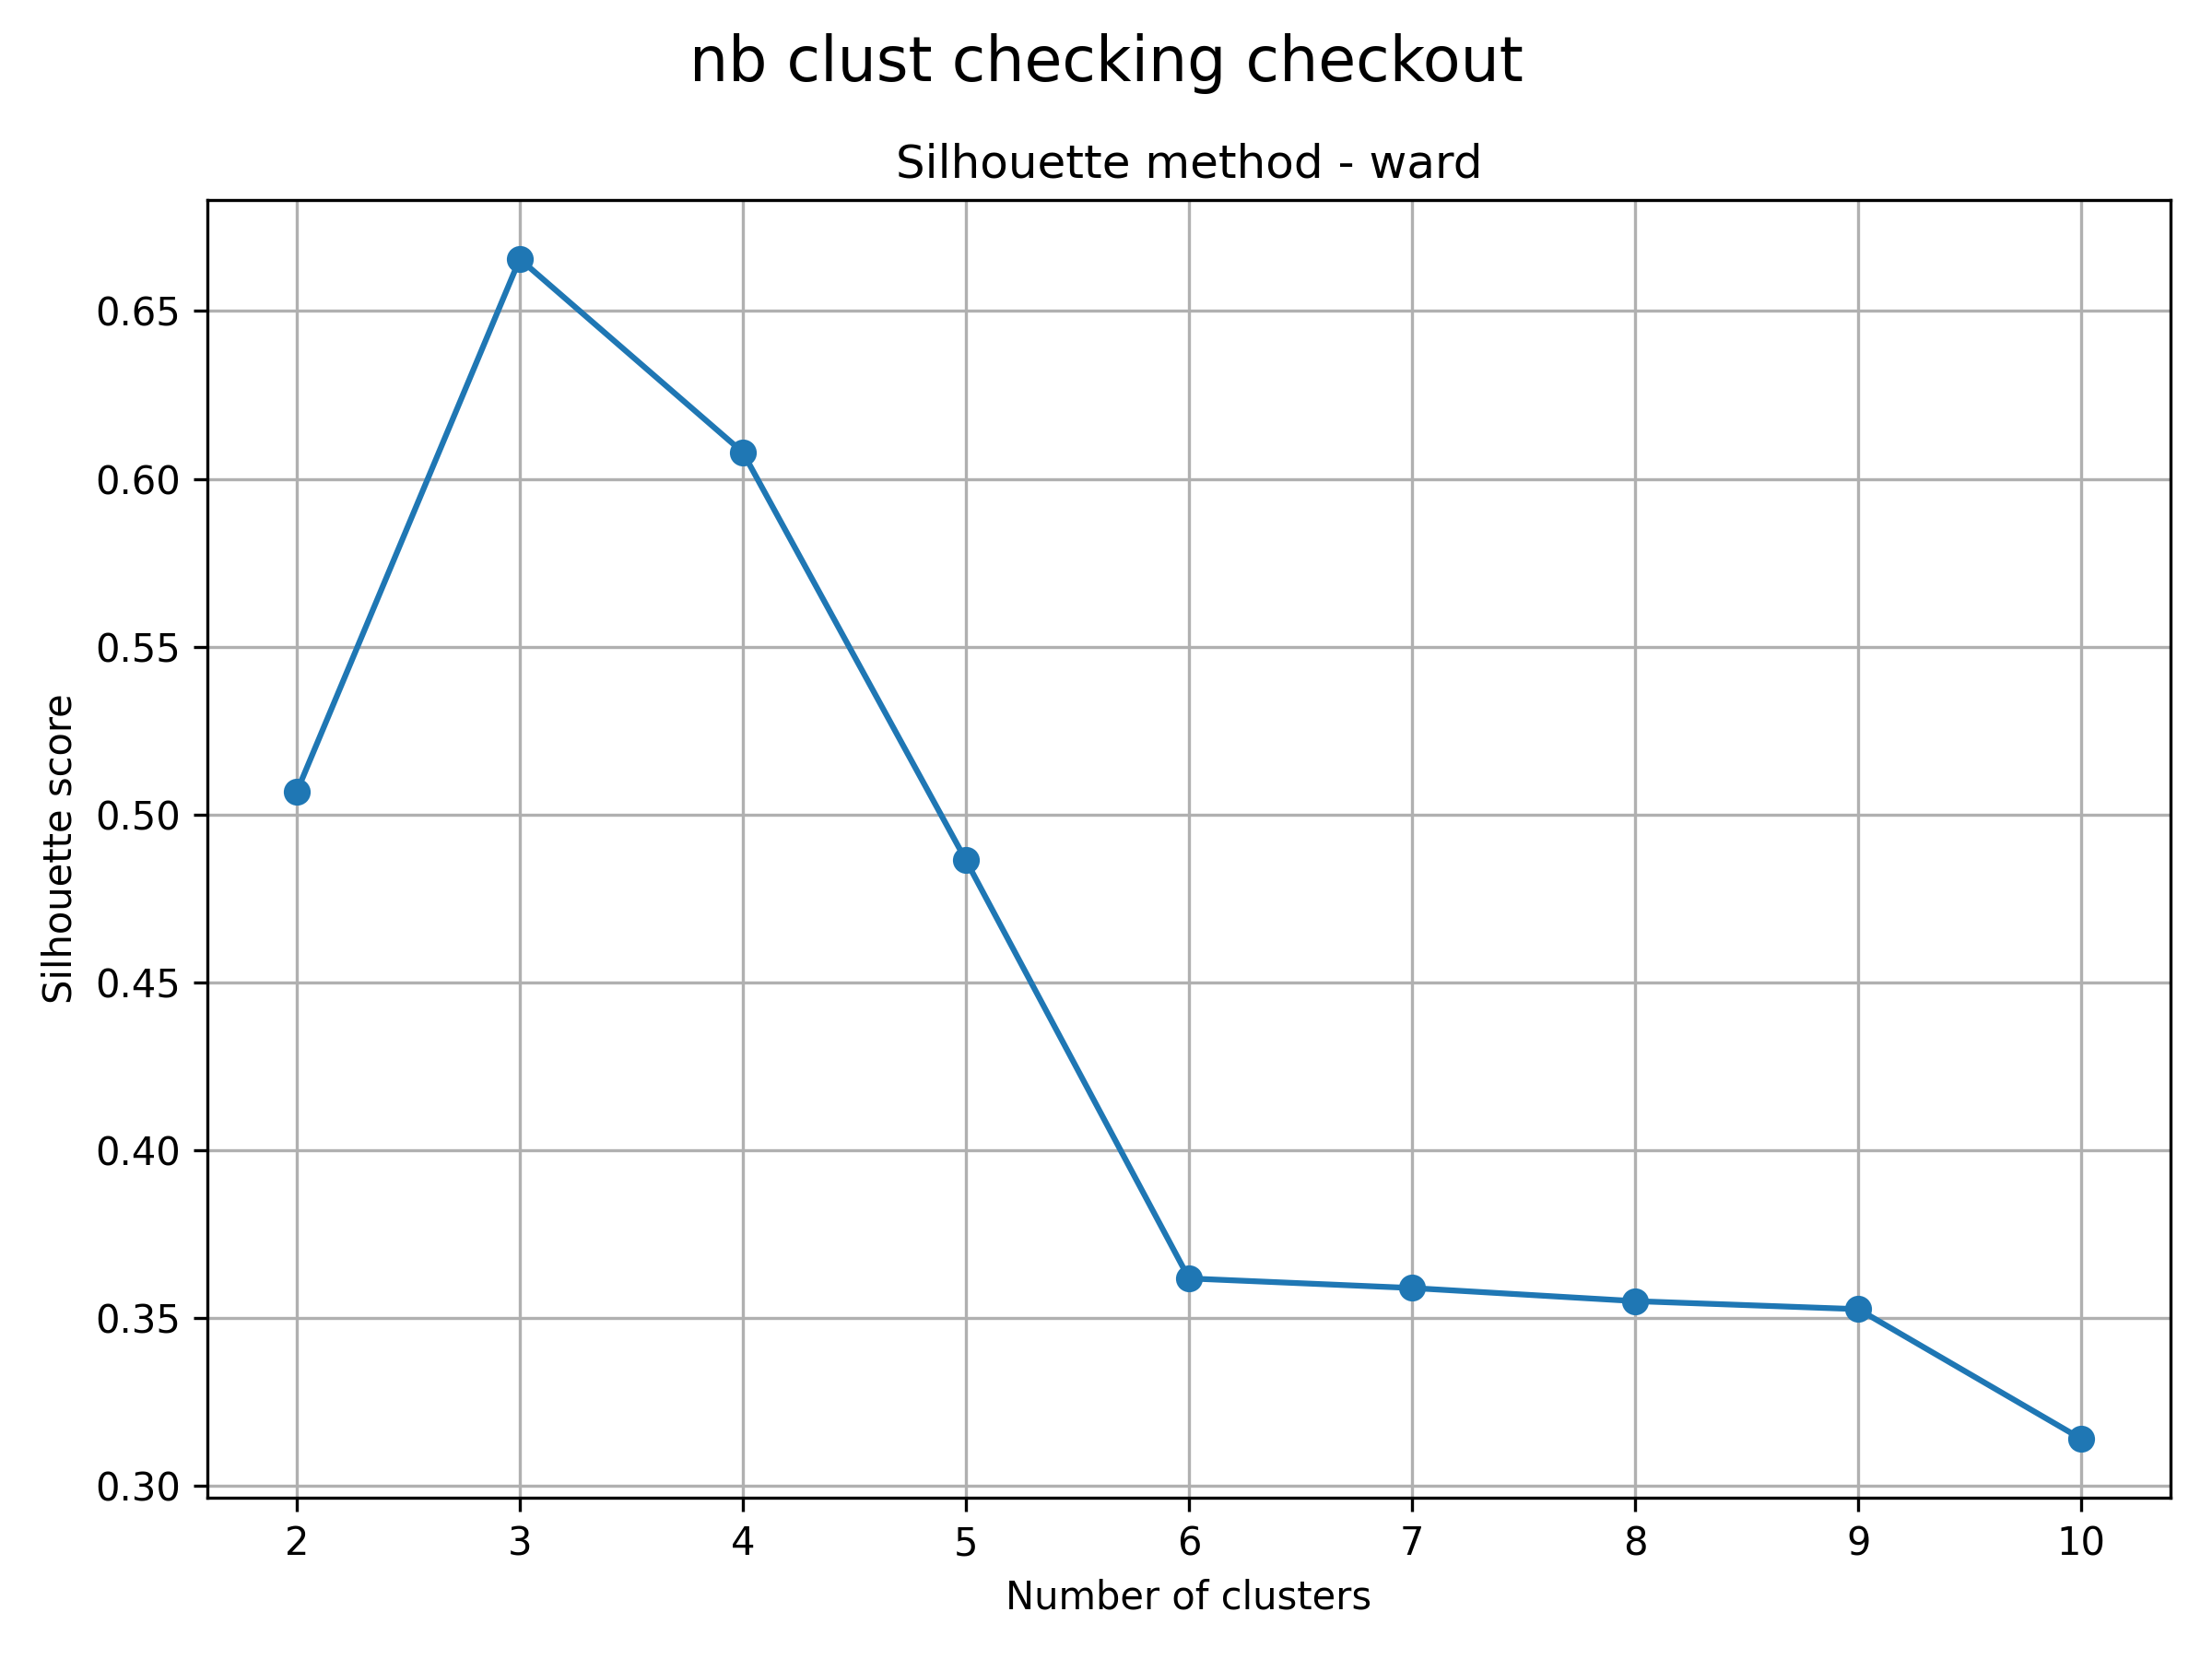 nb clust checking checkout
Silhouette method - ward
Silhouette score
0.65
0.60
0.55
0.50
0.45
0.40
0.35
0.30
2 3 4 5 6 7 8 9 10
Number of clusters